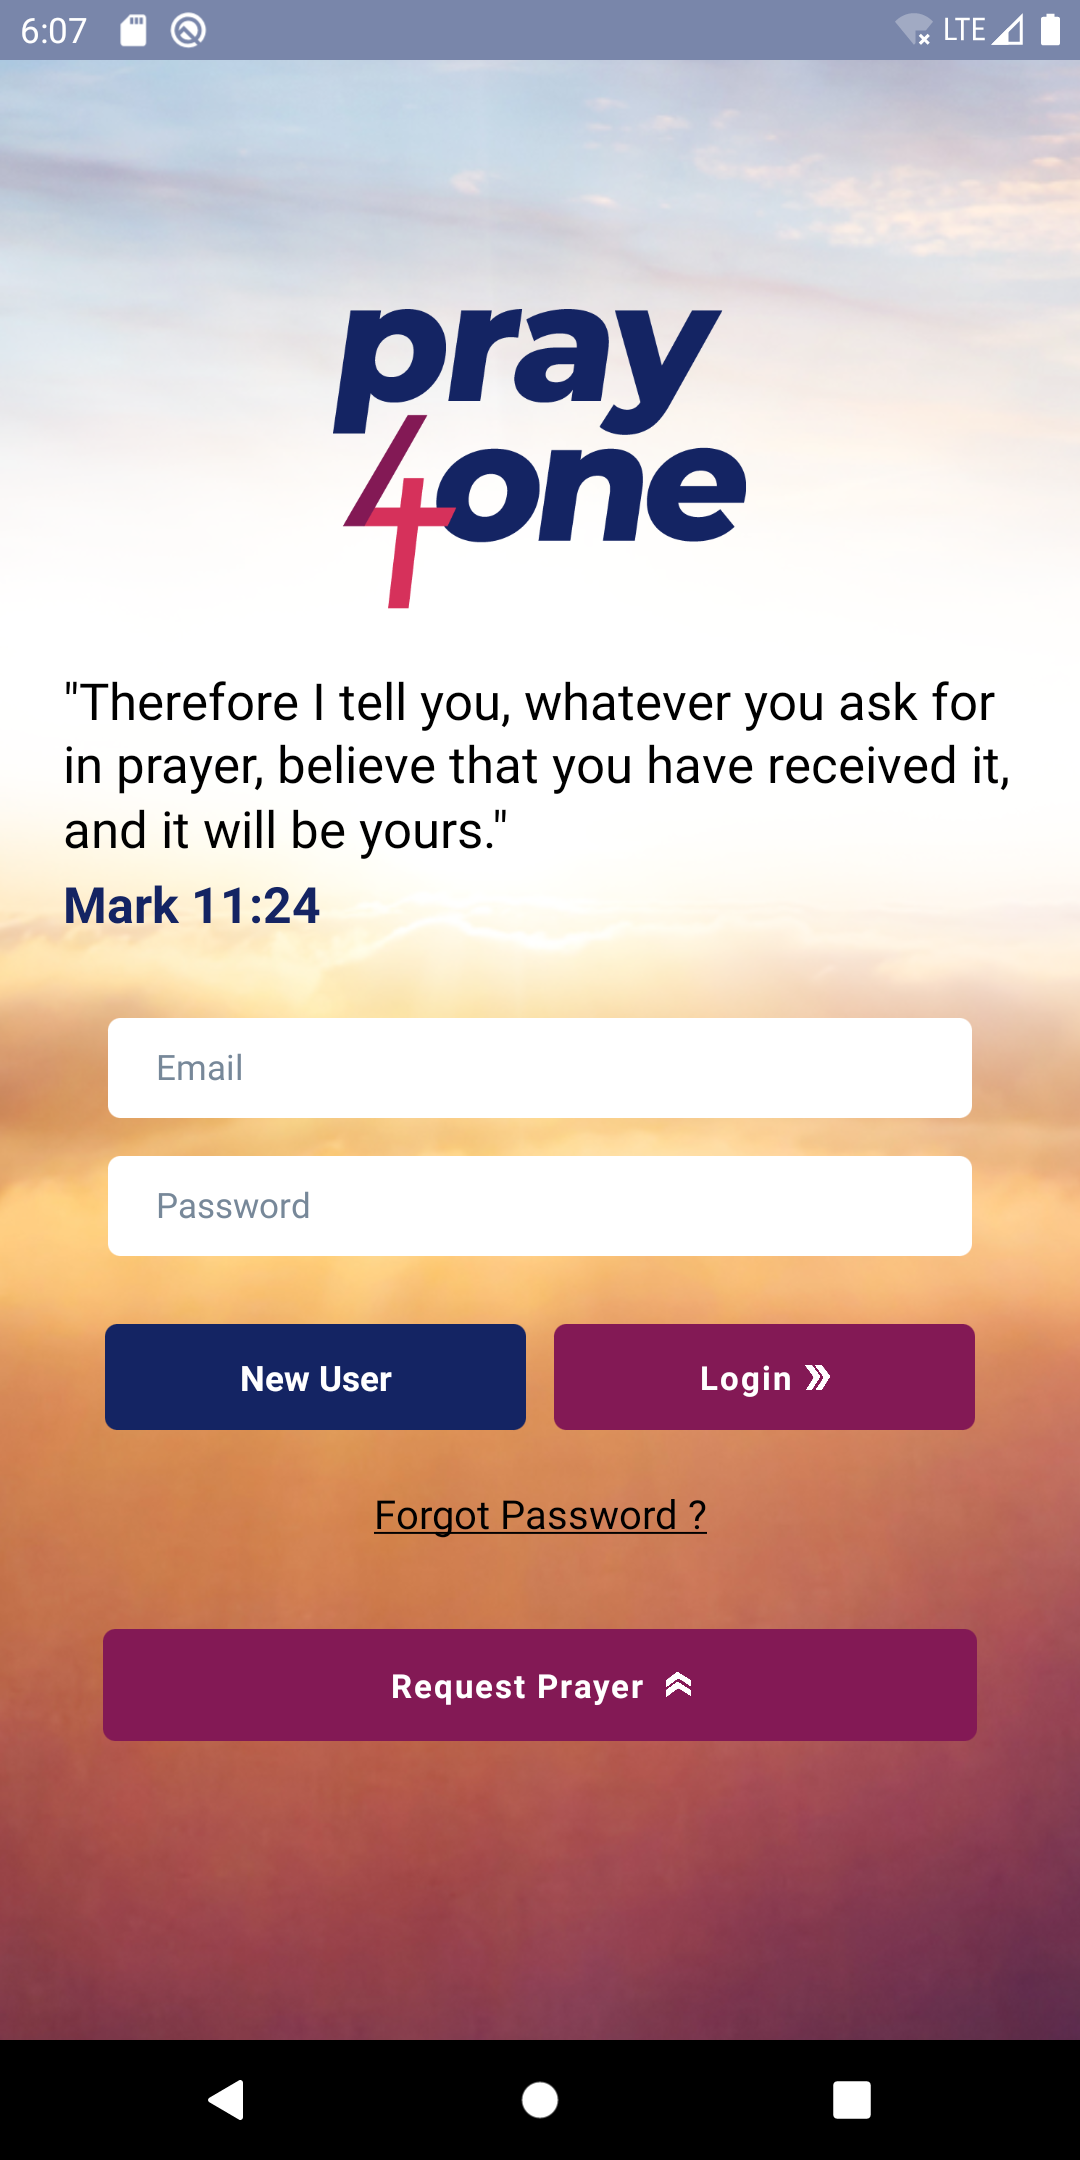 6:07 LTE
pray
4one
"Therefore I tell you, whatever you ask for
in prayer, believe that you have received it,
and it will be yours."
Mark 11:24
Email
Password
New User Login
Forgot Password ?
Request Prayer